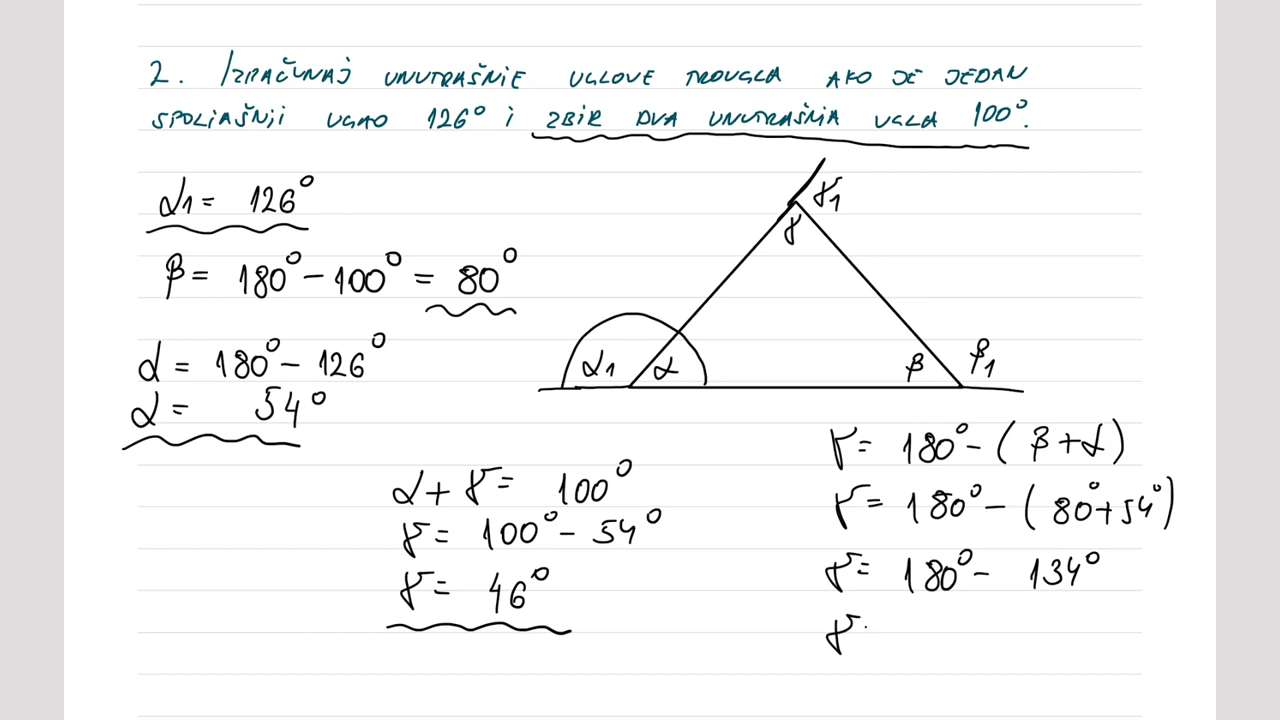 2. IZRAČUNAJ UNUTRAŠNJE UGLOVE TROUGLA AKO JE JEDAN
SPOLJAŠNJI UGAO 126° i ZBIR DVA UNUTRAŠNJA UGLA 100°.
α1 = 126°
β = 180° - 100° = 80°
α = 180° - 126°
α = 54°
γ1
γ
α1 α β β1
α + γ = 100°
γ = 100° - 54°
γ = 46°
γ = 180° - (β + α)
γ = 180° - (80° + 54°)
γ = 180° - 134°
γ